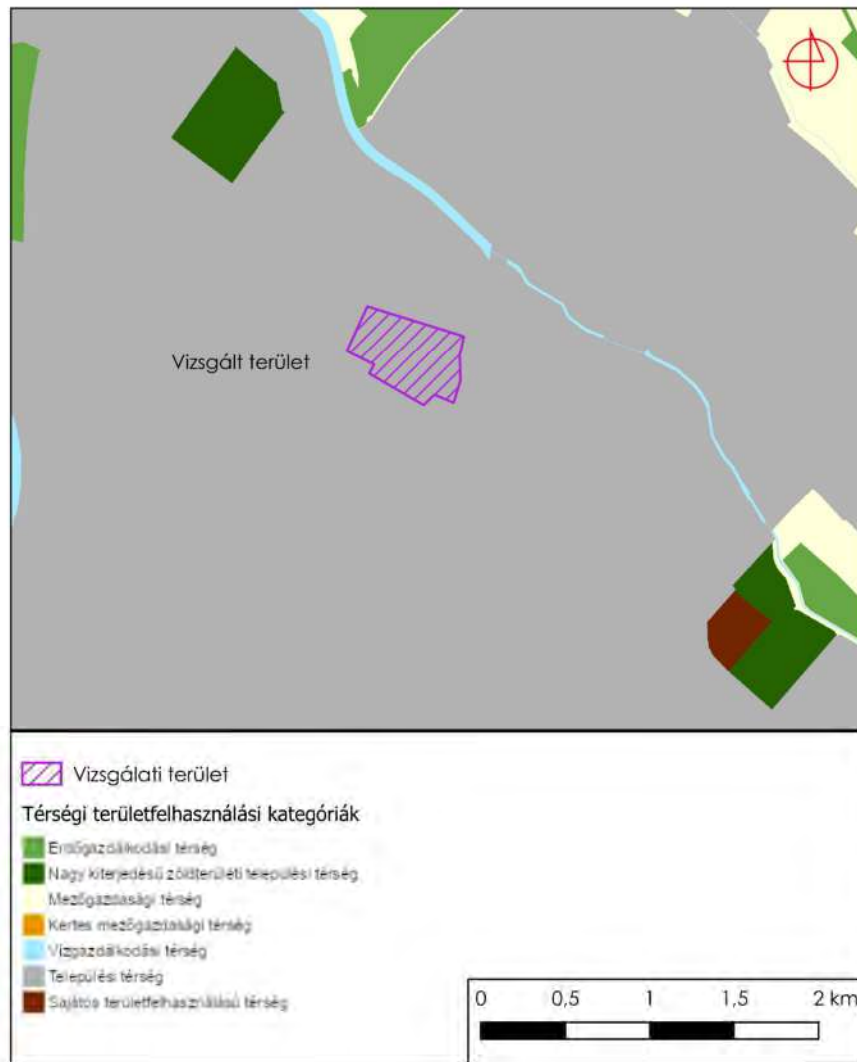 Vizsgált terület
Vizsgálati terület
Térségi területfelhasználási kategóriák
Erdőgazdálkodási térség
Nagy kiterjedésű zöldterületi települési térség
Mezőgazdasági térség
Kertes mezőgazdasági térség
Vízgazdálkodási térség
Települési térség
Sajátos területfelhasználású térség
0 0,5 1 1,5 2 km